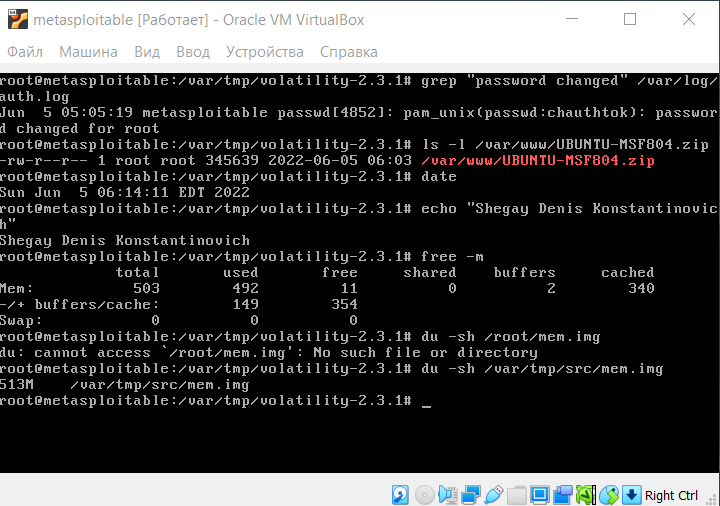 metasploitable [Работает] - Oracle VM VirtualBox
Файл Машина Вид Ввод Устройства Справка
root@metasploitable:/var/tmp/volatility-2.3.1# grep "password changed" /var/log/
auth.log
Jun  5 05:05:19 metasploitable passwd[4852]: pam_unix(passwd:chauthtok): passwor
d changed for root
root@metasploitable:/var/tmp/volatility-2.3.1# ls -l /var/www/UBUNTU-MSF804.zip
-rw-r--r-- 1 root root 345639 2022-06-05 06:03 /var/www/UBUNTU-MSF804.zip
root@metasploitable:/var/tmp/volatility-2.3.1# date
Sun Jun  5 06:14:11 EDT 2022
root@metasploitable:/var/tmp/volatility-2.3.1# echo "Shegay Denis Konstantinovic
h"
Shegay Denis Konstantinovich
root@metasploitable:/var/tmp/volatility-2.3.1# free -m
             total       used       free     shared    buffers     cached
Mem:           503        492         11          0          2        340
-/+ buffers/cache:        149        354
Swap:            0          0          0
root@metasploitable:/var/tmp/volatility-2.3.1# du -sh /root/mem.img
du: cannot access `/root/mem.img': No such file or directory
root@metasploitable:/var/tmp/volatility-2.3.1# du -sh /var/tmp/src/mem.img
513M    /var/tmp/src/mem.img
root@metasploitable:/var/tmp/volatility-2.3.1# _
Right Ctrl